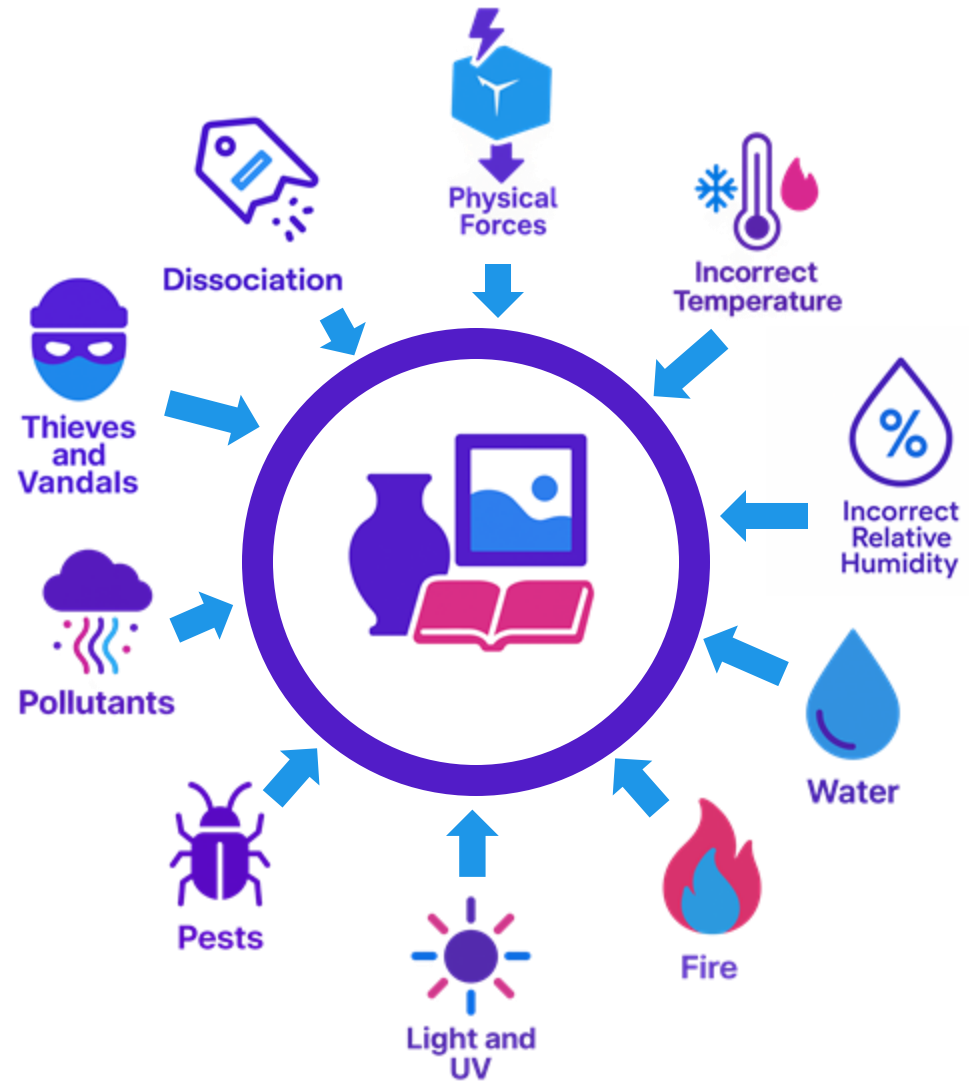 Physical
Forces
Incorrect
Temperature
%
Incorrect
Relative
Humidity
Water
Fire
Light and
UV
Pests
Pollutants
Thieves
and
Vandals
Dissociation